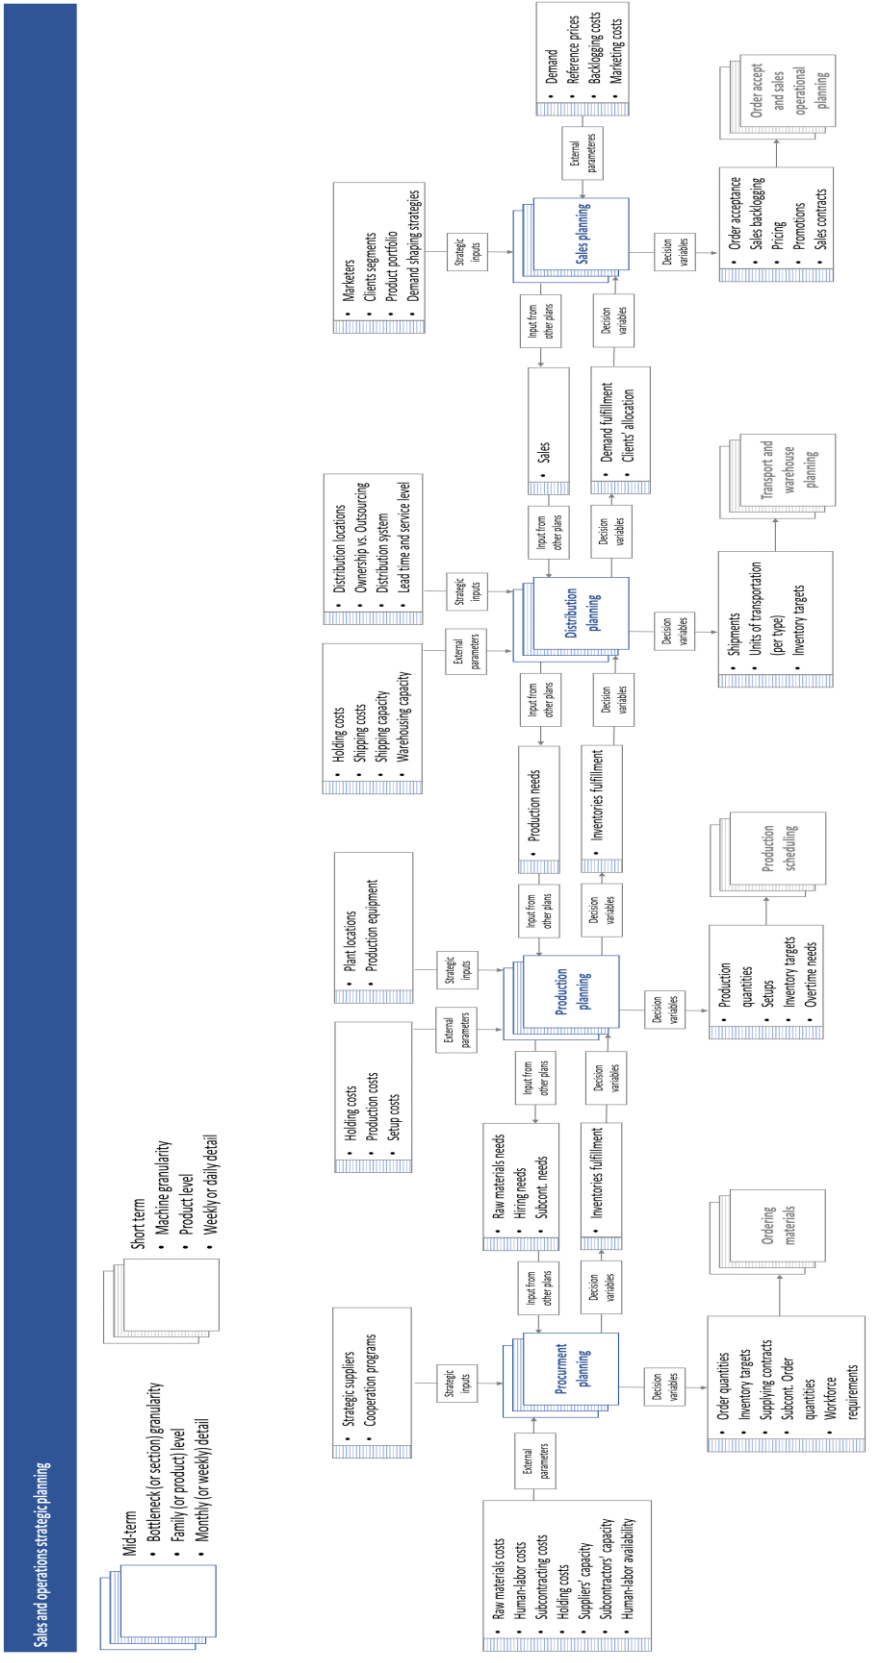 Sales and operations strategic planning
Mid-term
• Bottleneck (or section) granularity
• Family (or product) level
• Monthly (or weekly) detail
Short term
• Machine granularity
• Product level
• Weekly or daily detail
• Strategic suppliers
• Cooperation programs
Strategic
inputs
• Holding costs
• Production costs
• Setup costs
External
parameters
• Plant locations
• Production equipment
Strategic
inputs
• Holding costs
• Shipping costs
• Shipping capacity
• Warehousing capacity
External
parameters
• Distribution locations
• Ownership vs. Outsourcing
• Distribution system
• Lead time and service level
Strategic
inputs
• Marketers
• Clients segments
• Product portfolio
• Demand shaping strategies
Strategic
inputs
• Raw materials costs
• Human-labor costs
• Subcontracting costs
• Holding costs
• Suppliers' capacity
• Subcontractors' capacity
• Human-labor availability
External
parameters
Procurment
planning
Input from
other plans
• Raw materials needs
• Hiring needs
• Subcont. needs
Input from
other plans
Decision
variables
• Inventories fulfillment
Decision
variables
Production
planning
Input from
other plans
• Production needs
Input from
other plans
Decision
variables
• Inventories fulfillment
Decision
variables
Distribution
planning
Input from
other plans
• Sales
Input from
other plans
Decision
variables
• Demand fulfillment
• Clients' allocation
Decision
variables
Sales planning
External
parameteres
• Demand
• Reference prices
• Backlogging costs
• Marketing costs
Decision
variables
• Order quantities
• Inventory targets
• Supplying contracts
• Subcont. Order
quantities
• Workforce
requirements
Ordering
materials
Decision
variables
• Production
quantities
• Setups
• Inventory targets
• Overtime needs
Production
scheduling
Decision
variables
• Shipments
• Units of transportation
(per type)
• Inventory targets
Transport and
warehouse
planning
Decision
variables
• Order acceptance
• Sales backlogging
• Pricing
• Promotions
• Sales contracts
Order accept
and sales
operational
planning